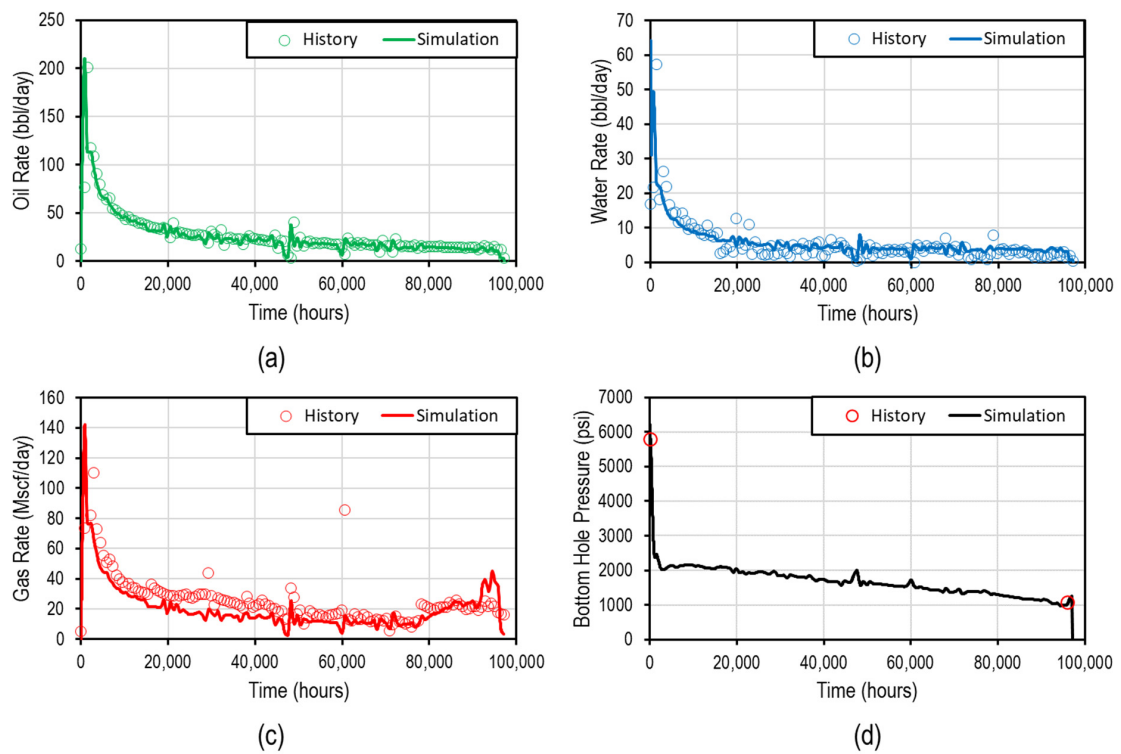 250
200
150
100
50
0
Oil Rate (bbl/day)
History
Simulation
0
20,000
40,000
60,000
80,000
100,000
Time (hours)
(a)
70
60
50
40
30
20
10
0
Water Rate (bbl/day)
History
Simulation
0
20,000
40,000
60,000
80,000
100,000
Time (hours)
(b)
160
140
120
100
80
60
40
20
0
Gas Rate (Mscf/day)
History
Simulation
0
20,000
40,000
60,000
80,000
100,000
Time (hours)
(c)
7000
6000
5000
4000
3000
2000
1000
0
Bottom Hole Pressure (psi)
History
Simulation
0
20,000
40,000
60,000
80,000
100,000
Time (hours)
(d)